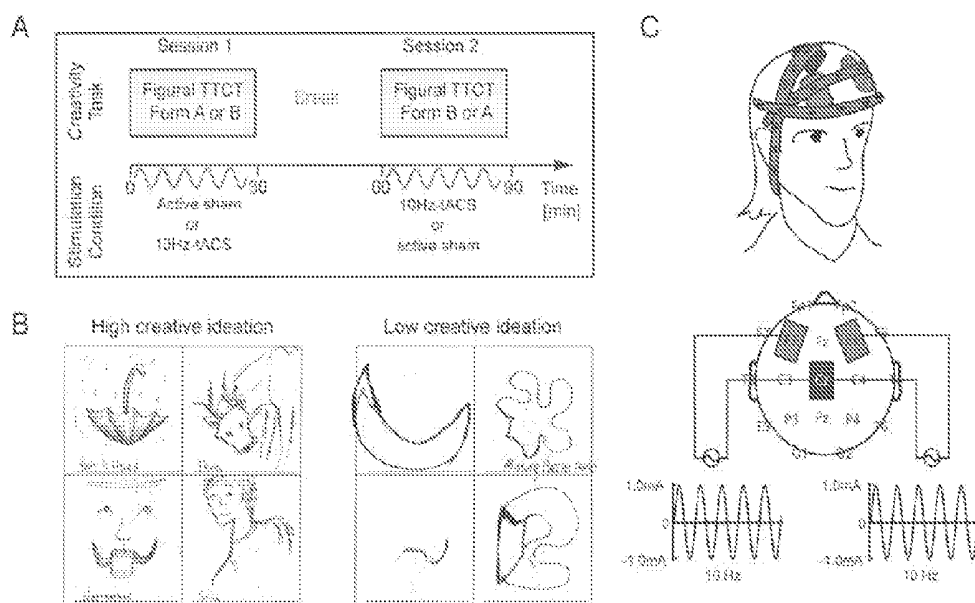 A
Session 1
Session 2
Creativity Task
Figural TTCT
Form A or B
Break
Figural TTCT
Form B or A
Stimulation Condition
0
30
60
90
Time
[min]
Active sham
or
10Hz-tACS
10Hz-tACS
or
active sham
B
High creative ideation
Low creative ideation
C
Fz
C3
C4
P3
Pz
P4
O1
O2
1.0mA
0
-1.0mA
10 Hz
1.0mA
0
-1.0mA
10 Hz